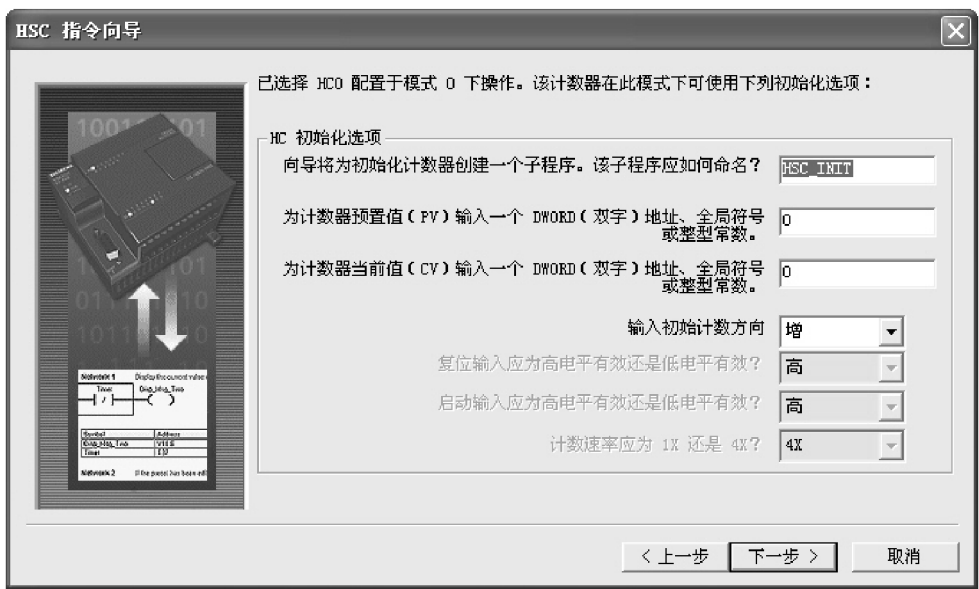 HSC 指令向导
已选择 HC0 配置于模式 0 下操作。该计数器在此模式下可使用下列初始化选项：
HC 初始化选项
向导将为初始化计数器创建一个子程序。该子程序应如何命名？
HSC_INIT
为计数器预置值（PV）输入一个 DWORD（双字）地址、全局符号
或整型常数。
0
为计数器当前值（CV）输入一个 DWORD（双字）地址、全局符号
或整型常数。
0
输入初始计数方向
增
复位输入应为高电平有效还是低电平有效？
高
启动输入应为高电平有效还是低电平有效？
高
计数速率应为 1X 还是 4X？
4X
Network 1
Symbol Address
Network 2
< 上一步
下一步 >
取消